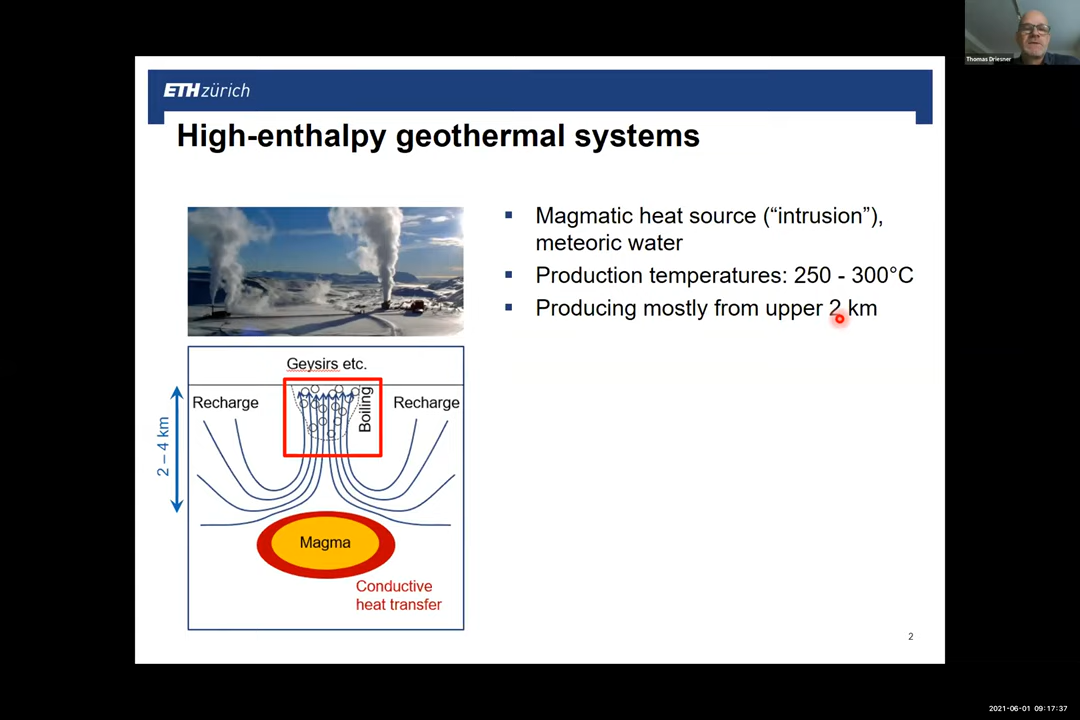 Thomas Driesner
ETHzürich
High-enthalpy geothermal systems
▪ Magmatic heat source (“intrusion”),
meteoric water
▪ Production temperatures: 250 - 300°C
▪ Producing mostly from upper 2 km
Geysirs etc.
Recharge
Boiling
Recharge
2 – 4 km
Magma
Conductive
heat transfer
2
2021-06-01 09:17:37